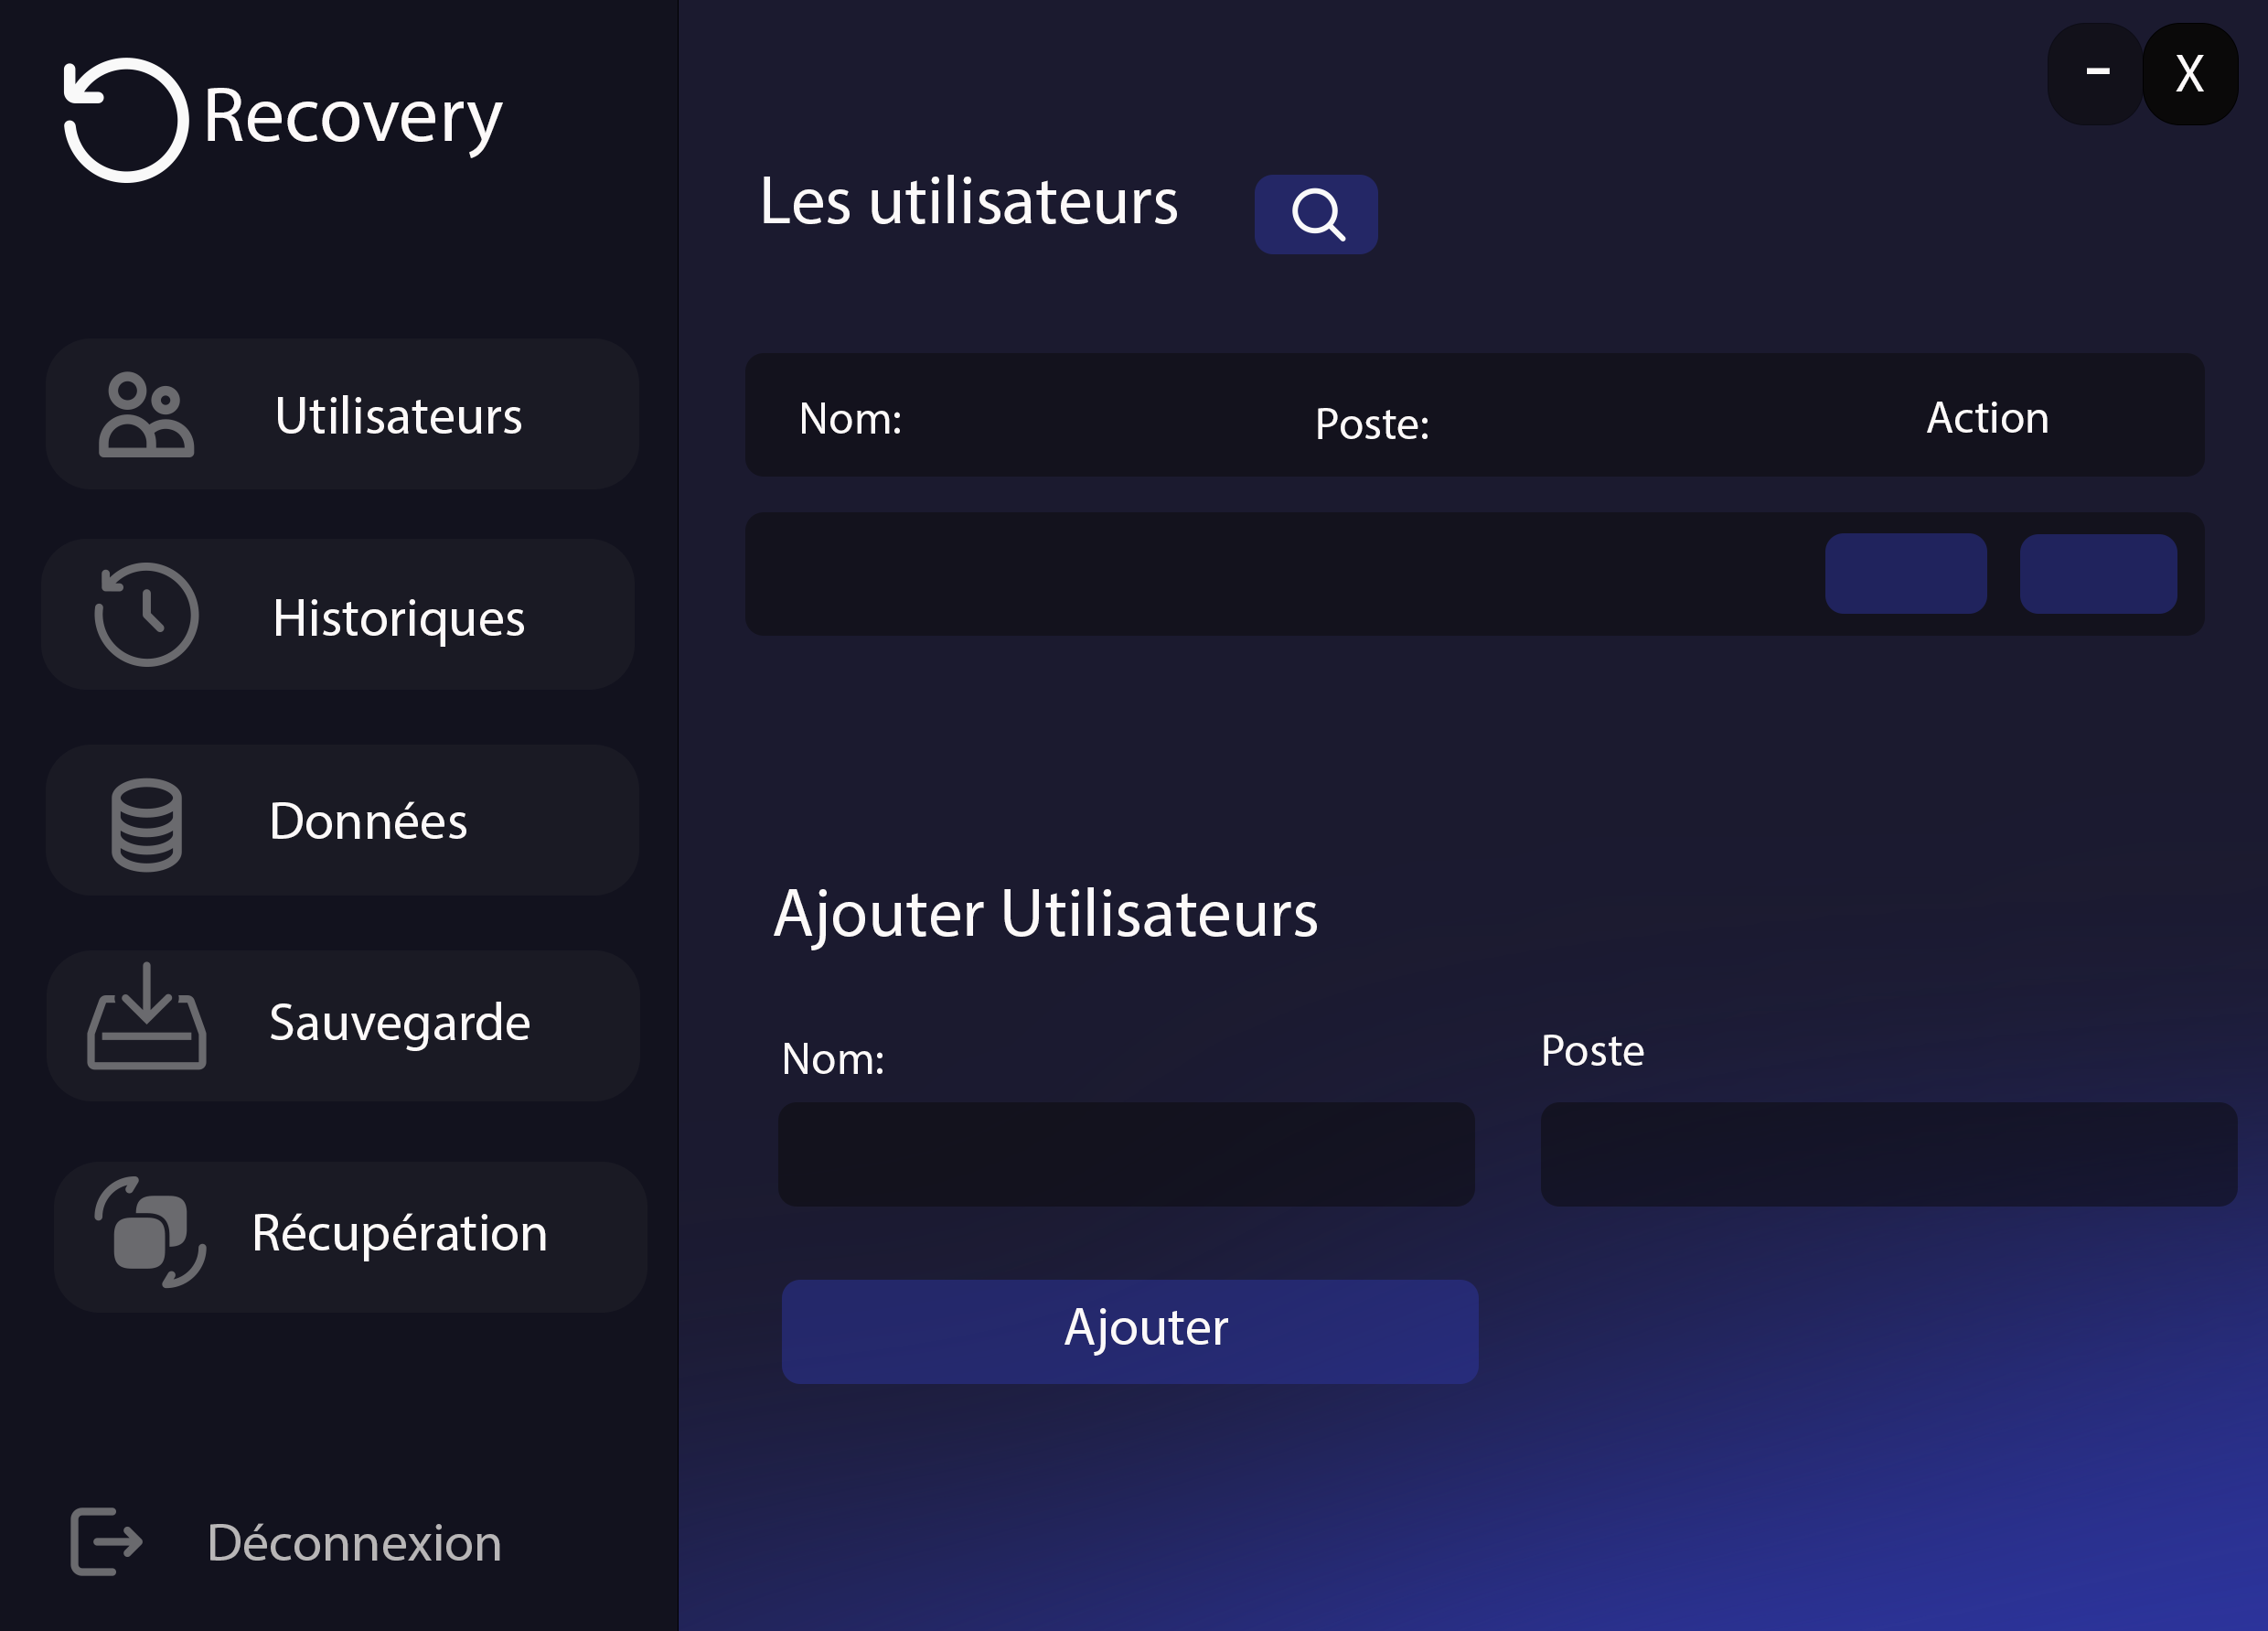 Recovery
Utilisateurs
Historiques
Données
Sauvegarde
Récupération
Déconnexion
- X
Les utilisateurs
Nom: Poste: Action
Ajouter Utilisateurs
Nom: Poste
Ajouter